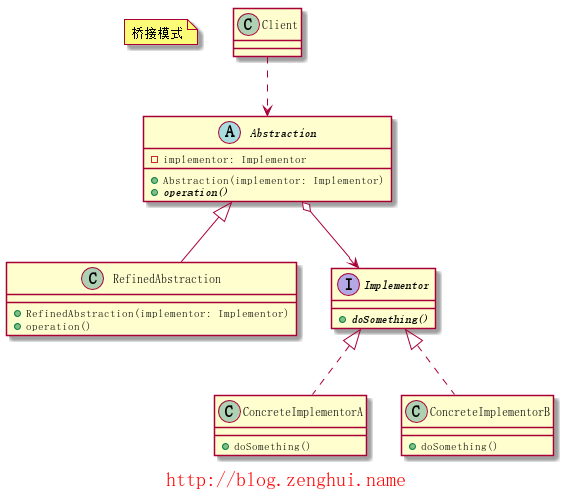 桥接模式
C Client
A Abstraction
implementor: Implementor
Abstraction(implementor: Implementor)
operation()
C RefinedAbstraction
RefinedAbstraction(implementor: Implementor)
operation()
I Implementor
doSomething()
C ConcreteImplementorA
doSomething()
C ConcreteImplementorB
doSomething()
http://blog.zenghui.name